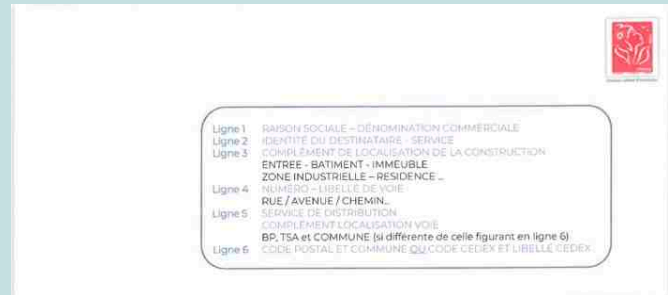 Ligne 1 RAISON SOCIALE – DÉNOMINATION COMMERCIALE
Ligne 2 IDENTITÉ DU DESTINATAIRE - SERVICE
Ligne 3 COMPLÉMENT DE LOCALISATION DE LA CONSTRUCTION
ENTREE - BATIMENT - IMMEUBLE
ZONE INDUSTRIELLE – RESIDENCE ...
Ligne 4 NUMÉRO – LIBELLÉ DE VOIE
RUE / AVENUE / CHEMIN...
Ligne 5 SERVICE DE DISTRIBUTION
COMPLÉMENT LOCALISATION VOIE
BP, TSA et COMMUNE (si différente de celle figurant en ligne 6)
Ligne 6 CODE POSTAL ET COMMUNE OU CODE CEDEX ET LIBELLÉ CEDEX